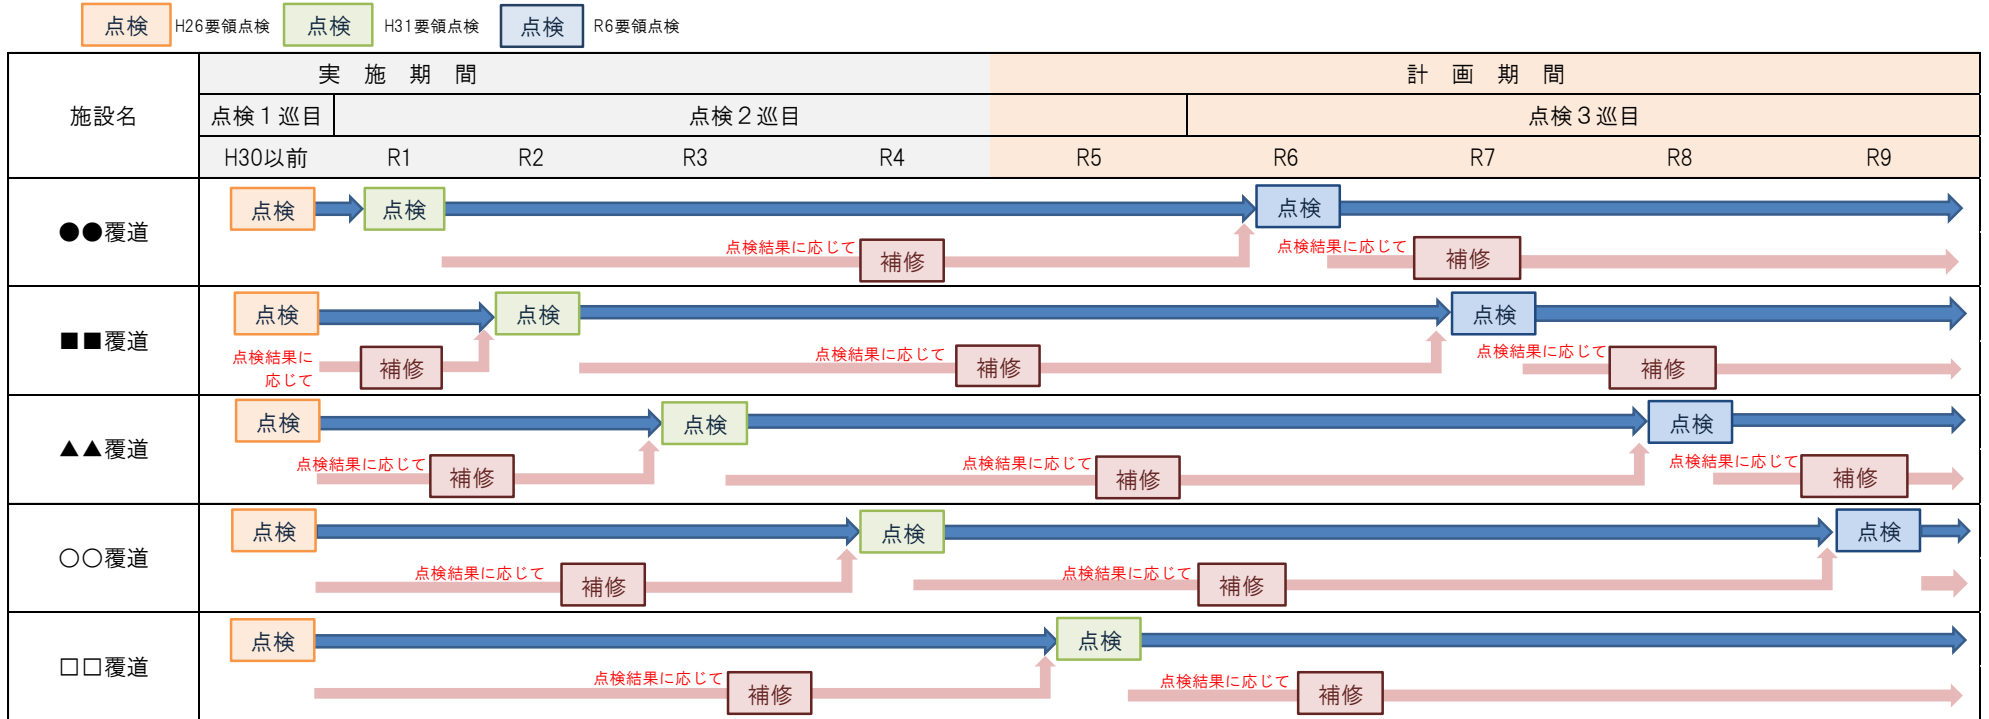 点検 H26要領点検 点検 H31要領点検 点検 R6要領点検
施設名
実施期間 計画期間
点検１巡目 点検２巡目 点検３巡目
H30以前 R1 R2 R3 R4 R5 R6 R7 R8 R9
●●覆道
点検 点検 点検
点検結果に応じて 補修 点検結果に応じて 補修
■■覆道
点検 点検 点検
点検結果に
応じて
補修 点検結果に応じて 補修 点検結果に応じて 補修
▲▲覆道
点検 点検 点検
点検結果に応じて 補修 点検結果に応じて 補修 点検結果に応じて 補修
○○覆道
点検 点検 点検
点検結果に応じて 補修 点検結果に応じて 補修
□□覆道
点検 点検
点検結果に応じて 補修 点検結果に応じて 補修